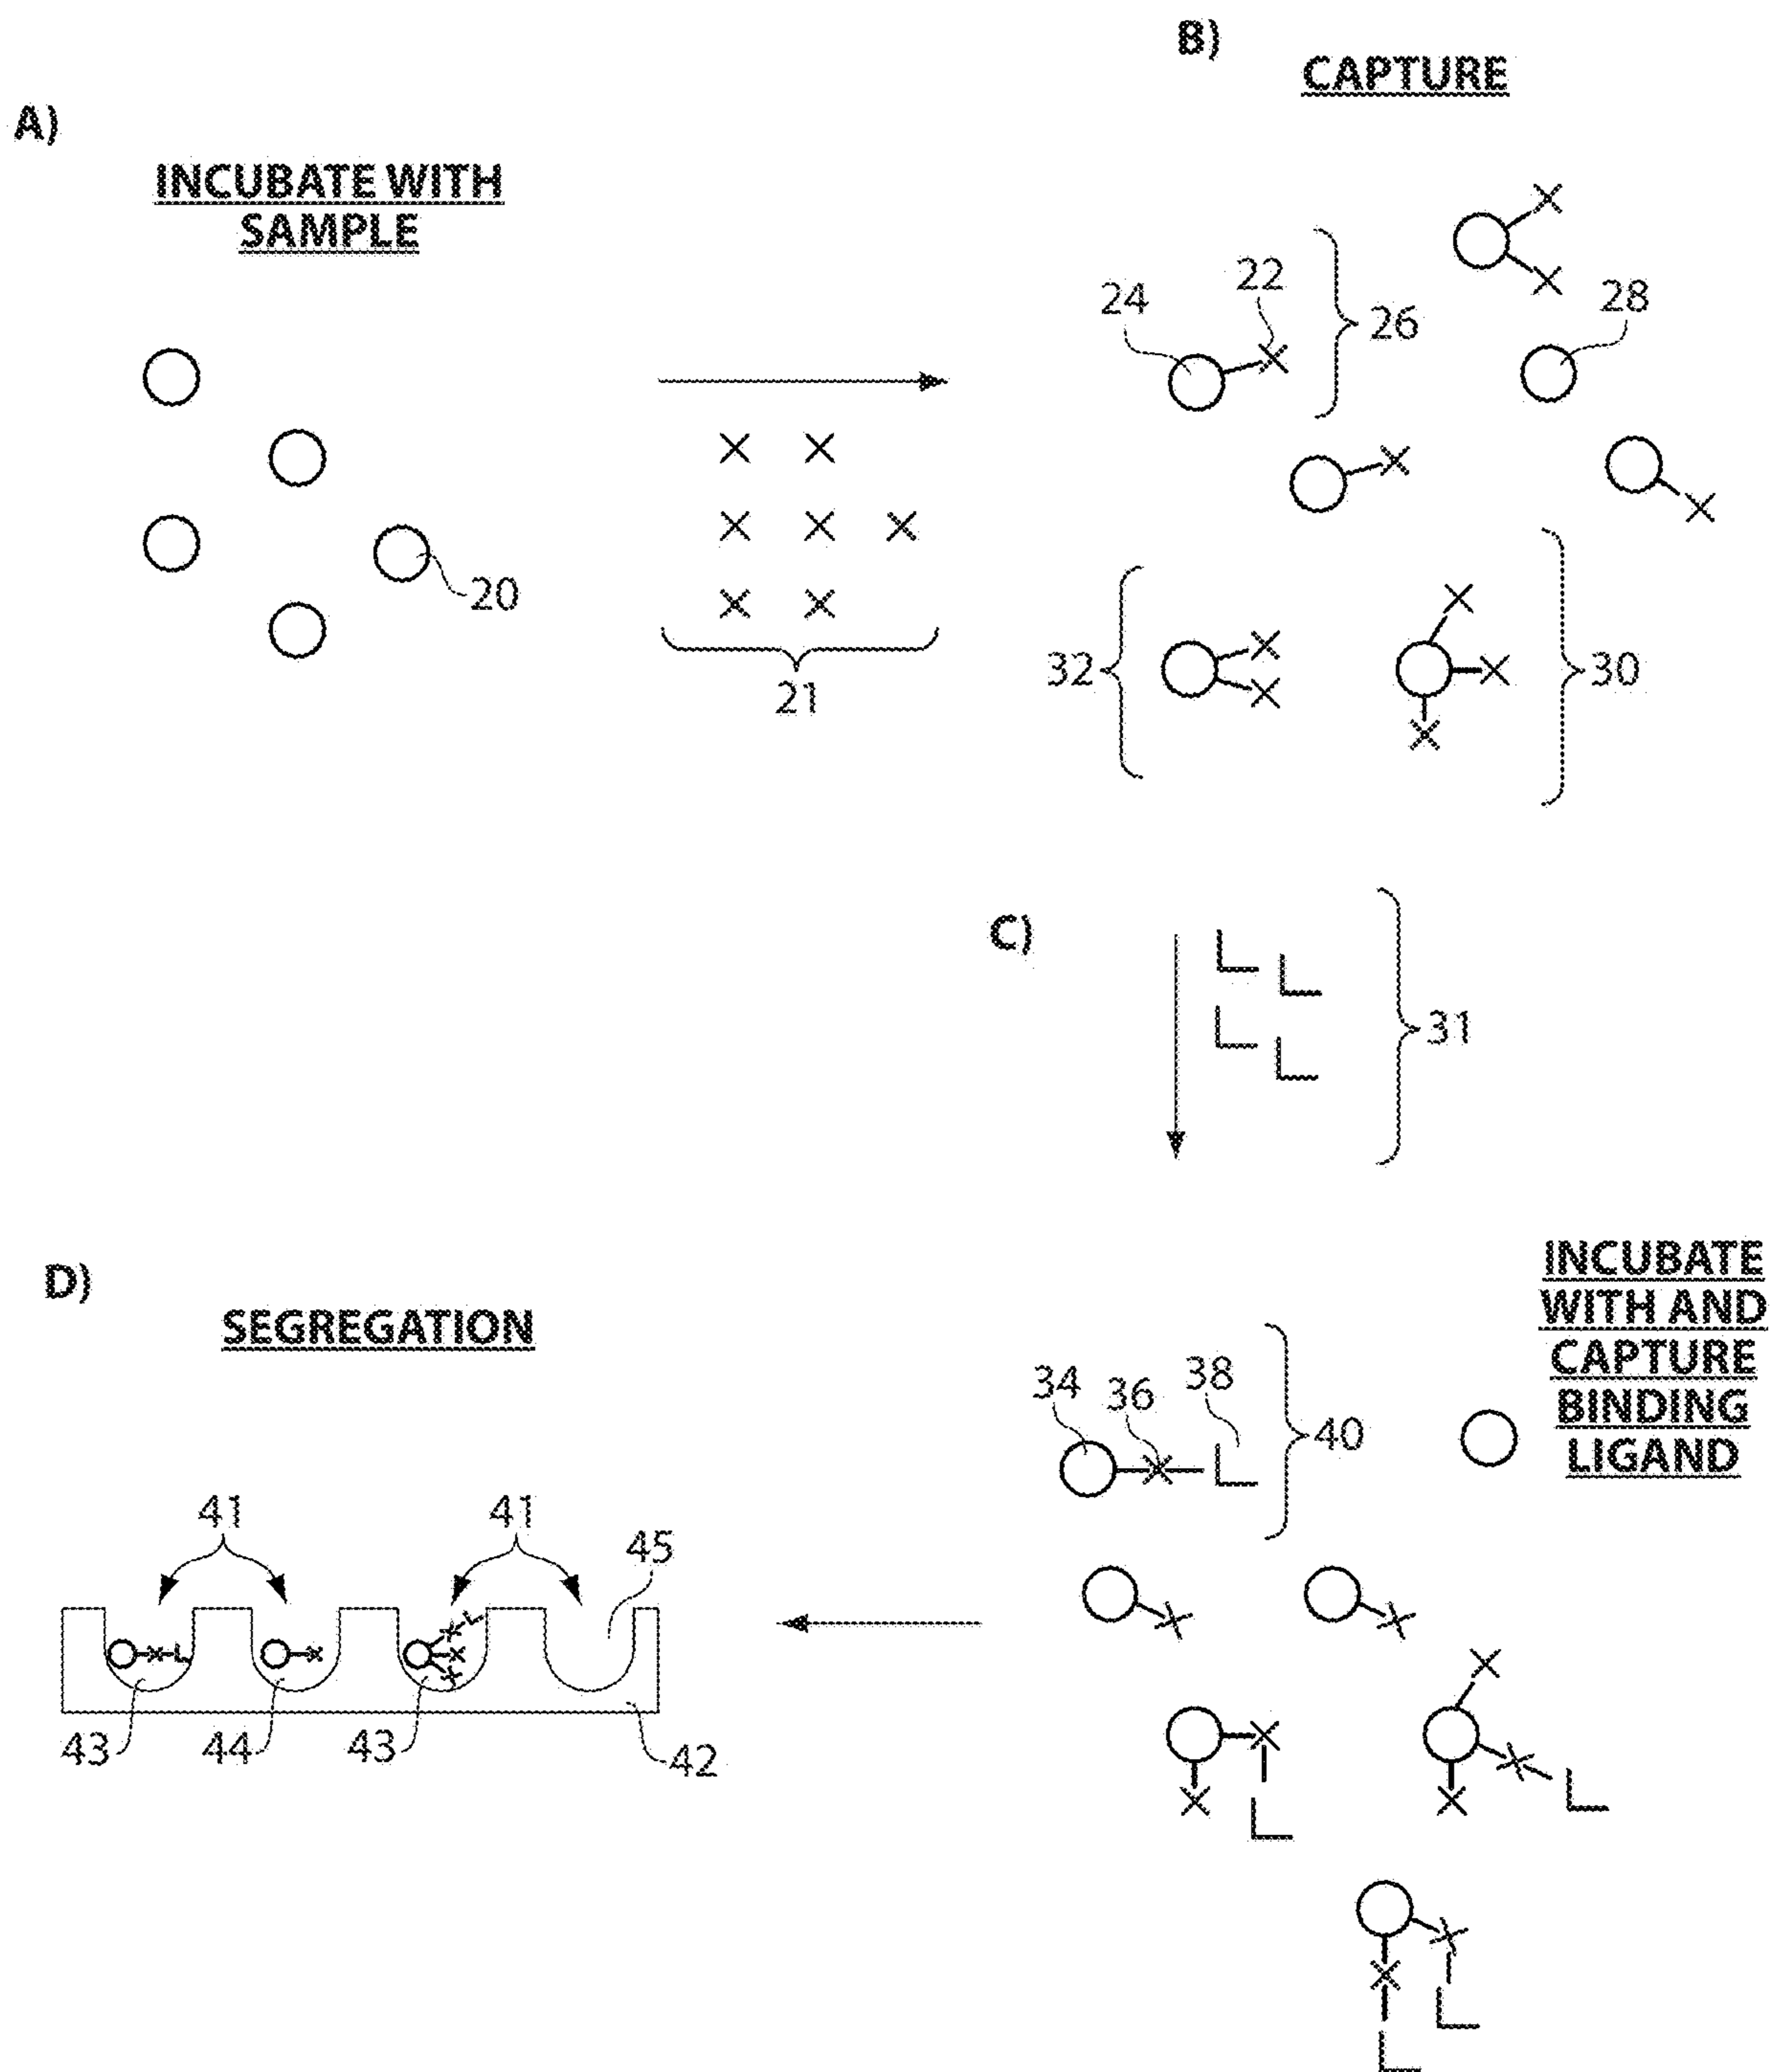 A)
INCUBATE WITH
SAMPLE
20
21
B)
CAPTURE
24
22
26
28
32
30
C)
31
INCUBATE
WITH AND
CAPTURE
BINDING
LIGAND
34
36
38
40
D)
SEGREGATION
41
41
45
43
44
43
42